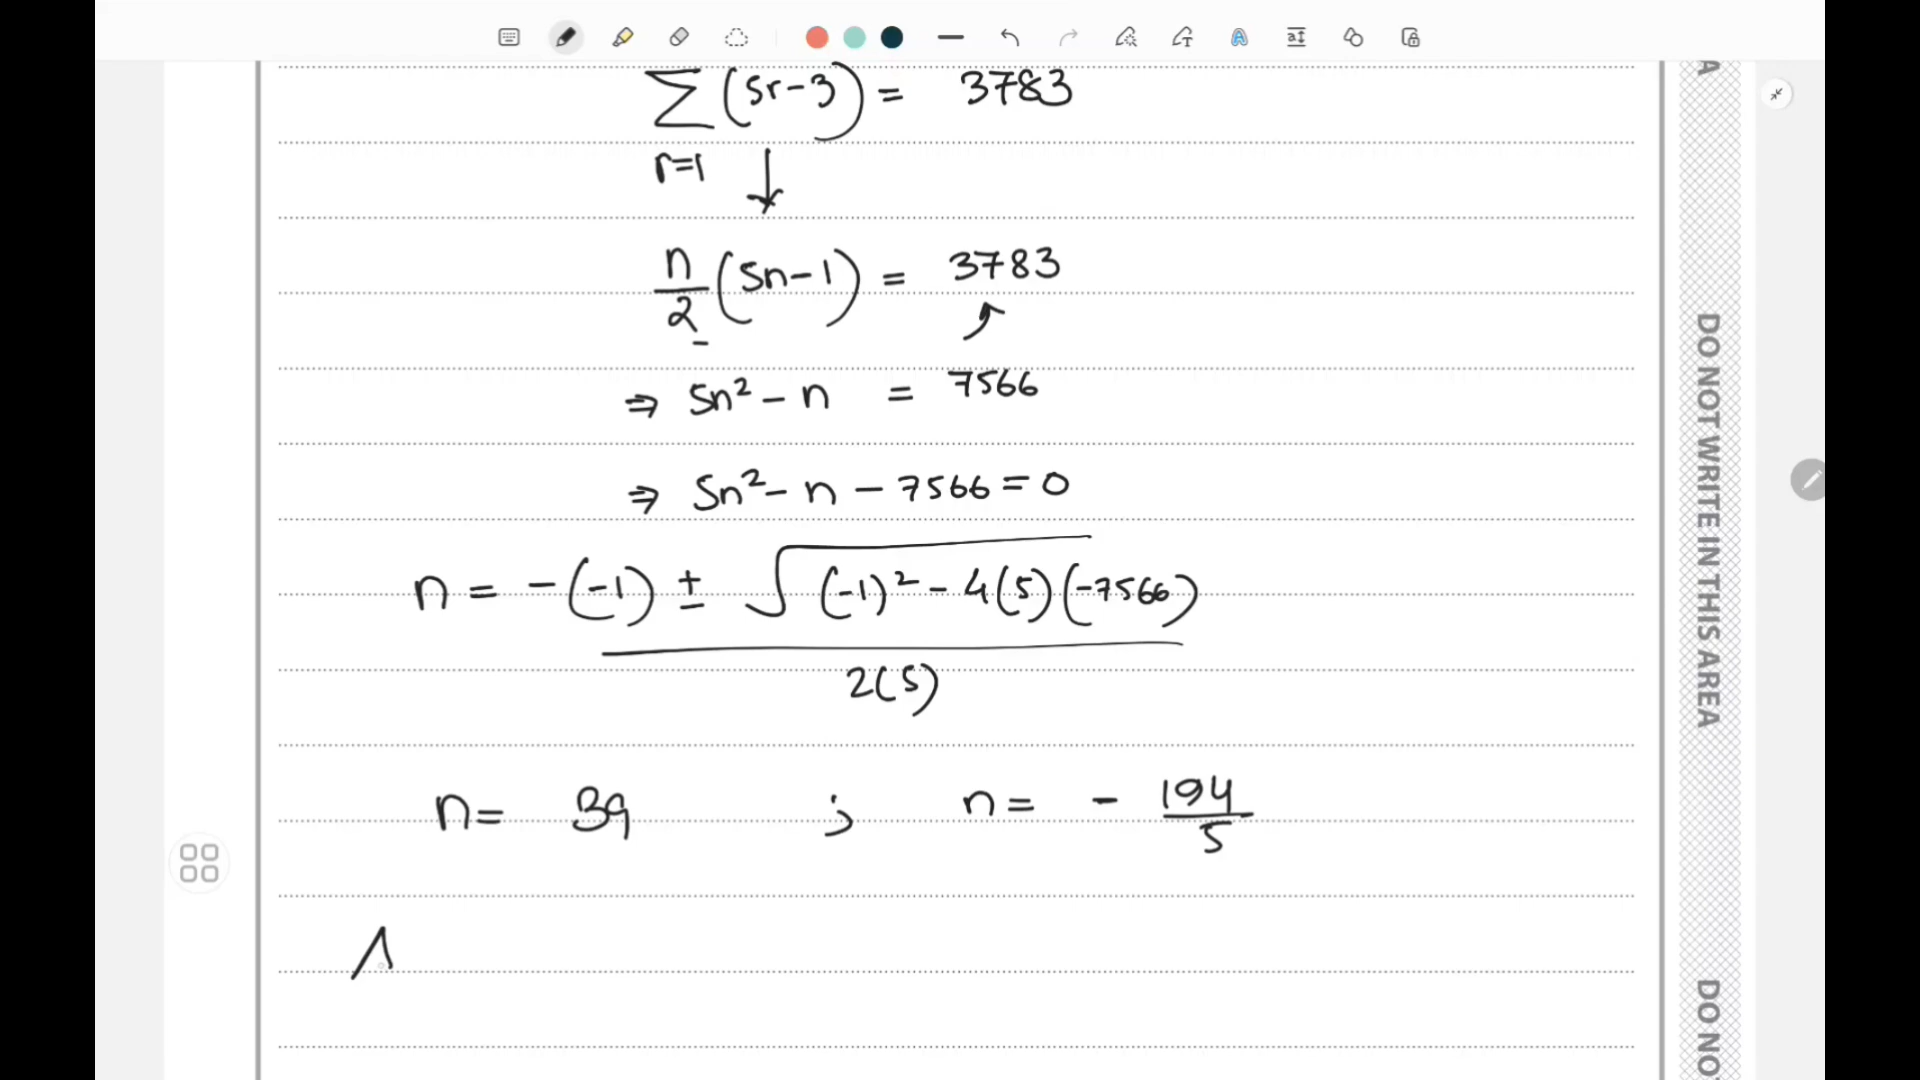 ∑ (5r-3) = 3783
r=1
n/2 (5n-1) = 3783
⇒ 5n² - n = 7566
⇒ 5n² - n - 7566 = 0
n = -(-1) ± √(-1)² - 4(5)(-7566)
2(5)
n = 39 ; n = - 194/5
A
DO NOT WRITE IN THIS AREA
DO NO